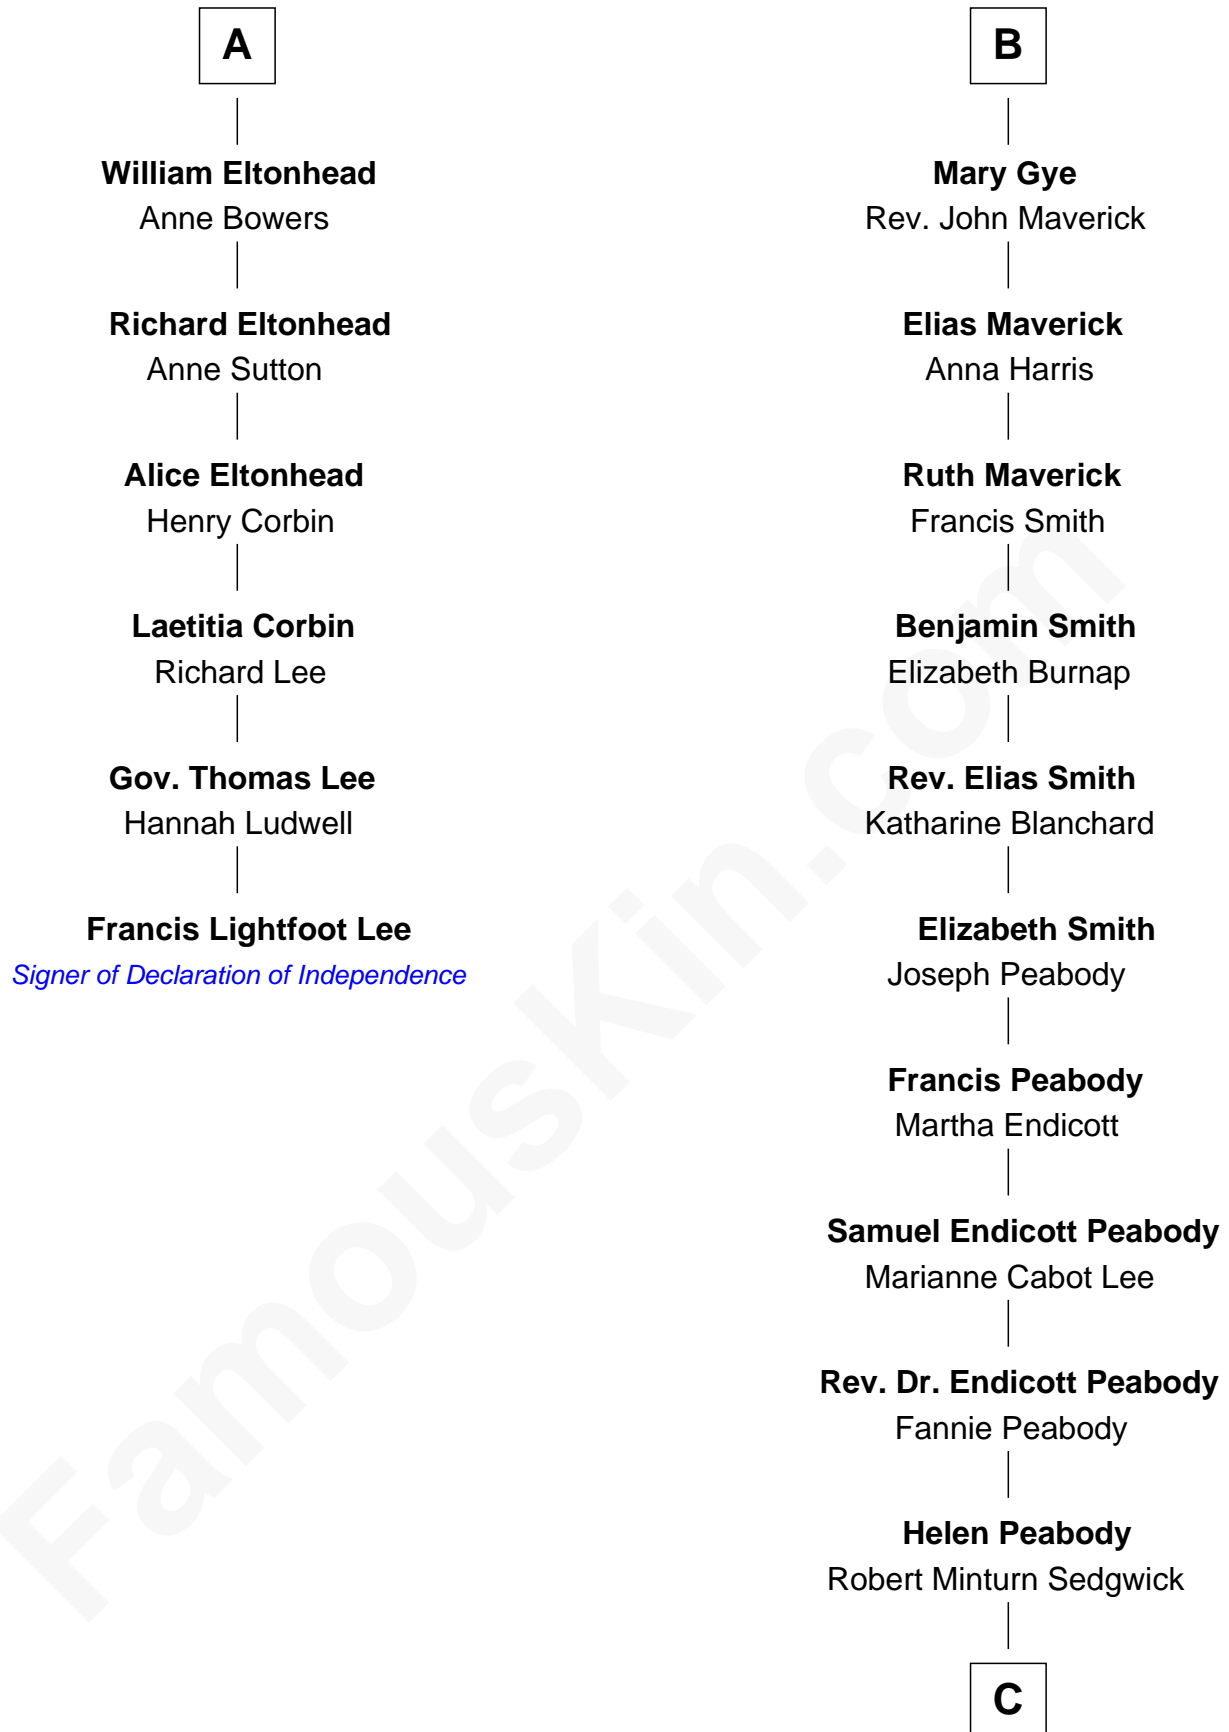 A
William Eltonhead
Anne Bowers
Richard Eltonhead
Anne Sutton
Alice Eltonhead
Henry Corbin
Laetitia Corbin
Richard Lee
Gov. Thomas Lee
Hannah Ludwell
Francis Lightfoot Lee
Signer of Declaration of Independence
B
Mary Gye
Rev. John Maverick
Elias Maverick
Anna Harris
Ruth Maverick
Francis Smith
Benjamin Smith
Elizabeth Burnap
Rev. Elias Smith
Katharine Blanchard
Elizabeth Smith
Joseph Peabody
Francis Peabody
Martha Endicott
Samuel Endicott Peabody
Marianne Cabot Lee
Rev. Dr. Endicott Peabody
Fannie Peabody
Helen Peabody
Robert Minturn Sedgwick
C
FamousKin.com